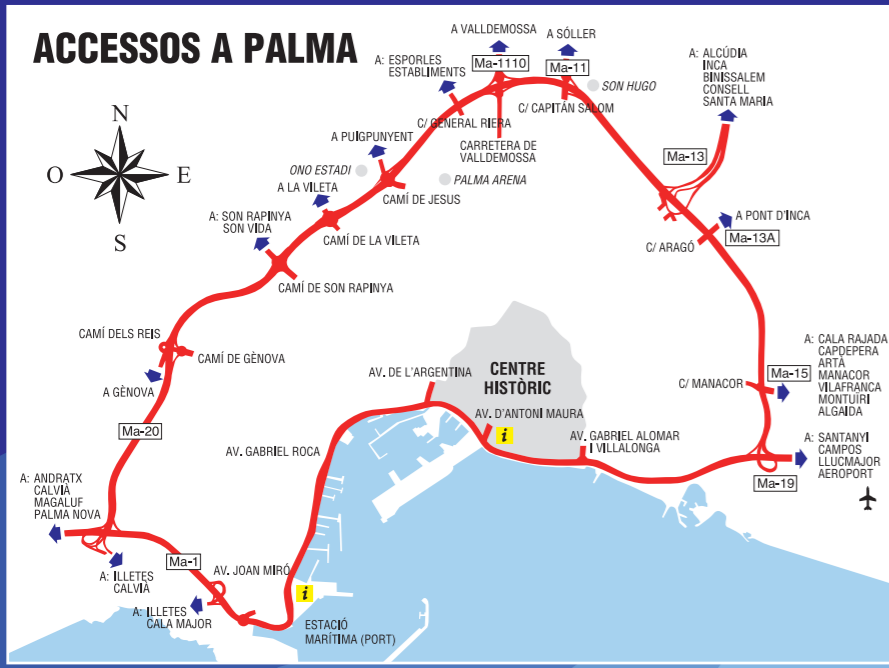 ACCESSOS A PALMA
A VALLDEMOSSA
A SÓLLER
A: ESPORLES
ESTABLIMENTS
Ma-1110
Ma-11
SON HUGO
A: ALCÚDIA
INCA
BINISSALEM
CONSELL
SANTA MARIA
N
O
E
S
C/ GENERAL RIERA
C/ CAPITÁN SALOM
A PUIGPUNYENT
CARRETERA DE
VALLDEMOSSA
Ma-13
ONO ESTADI
PALMA ARENA
A LA VILETA
CAMÍ DE JESUS
A: SON RAPINYA
SON VIDA
A PONT D'INCA
Ma-13A
C/ ARAGÓ
CAMÍ DE LA VILETA
CAMÍ DE SON RAPINYA
CAMÍ DELS REIS
CAMÍ DE GÈNOVA
A GÈNOVA
AV. DE L'ARGENTINA
CENTRE
HISTÒRIC
C/ MANACOR
Ma-15
A: CALA RAJADA
CAPDEPERA
ARTÀ
MANACOR
VILAFRANCA
MONTUÏRI
ALGAIDA
AV. D'ANTONI MAURA
i
Ma-20
AV. GABRIEL ROCA
AV. GABRIEL ALOMAR
I VILLALONGA
A: SANTANYI
CAMPOS
LLUCMAJOR
AEROPORT
Ma-19
A: ANDRATX
CALVIÀ
MAGALUF
PALMA NOVA
Ma-1
AV. JOAN MIRÓ
A: ILLETES
CALVIÀ
i
A: ILLETES
CALA MAJOR
ESTACIÓ
MARÍTIMA (PORT)